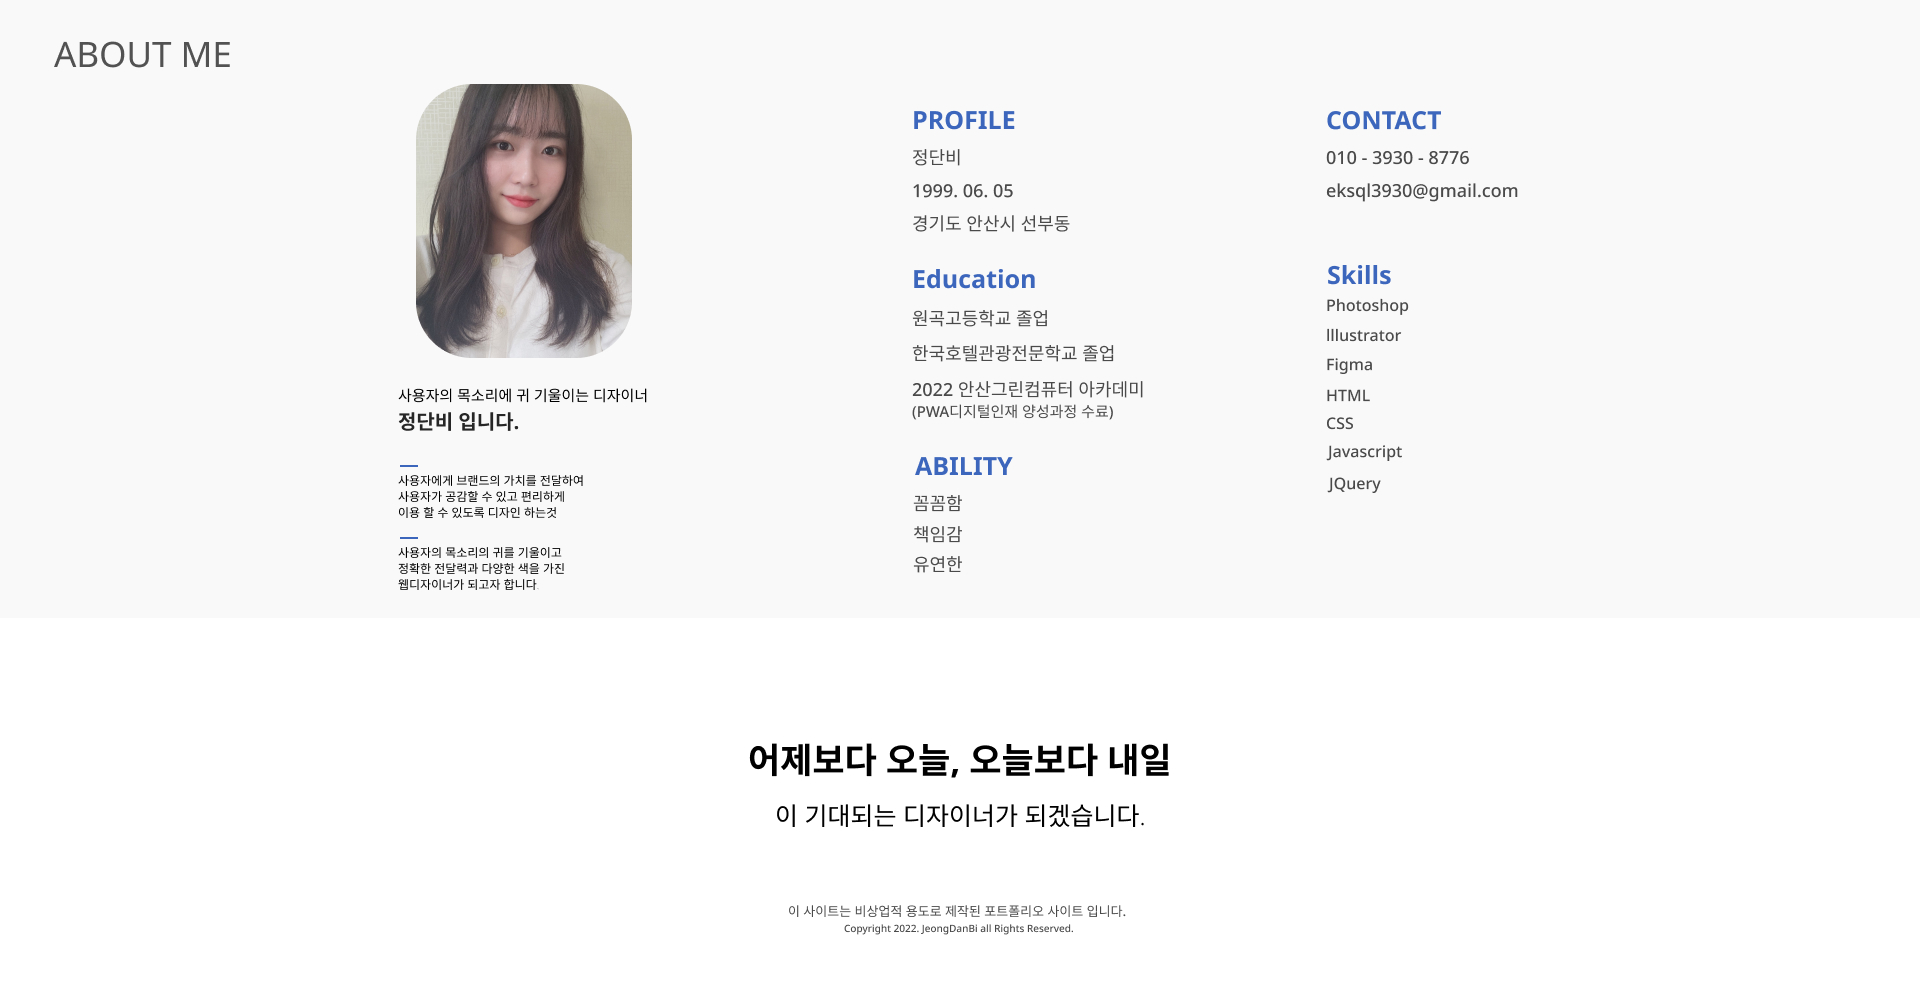 ABOUT ME
사용자의 목소리에 귀 기울이는 디자이너
정단비 입니다.
사용자에게 브랜드의 가치를 전달하여
사용자가 공감할 수 있고 편리하게
이용 할 수 있도록 디자인 하는것
사용자의 목소리의 귀를 기울이고
정확한 전달력과 다양한 색을 가진
웹디자이너가 되고자 합니다.
PROFILE
정단비
1999. 06. 05
경기도 안산시 선부동
Education
원곡고등학교 졸업
한국호텔관광전문학교 졸업
2022 안산그린컴퓨터 아카데미
(PWA디지털인재 양성과정 수료)
ABILITY
꼼꼼함
책임감
유연한
CONTACT
010 - 3930 - 8776
eksql3930@gmail.com
Skills
Photoshop
lllustrator
Figma
HTML
CSS
Javascript
JQuery
어제보다 오늘, 오늘보다 내일
이 기대되는 디자이너가 되겠습니다.
이 사이트는 비상업적 용도로 제작된 포트폴리오 사이트 입니다.
Copyright 2022. JeongDanBi all Rights Reserved.